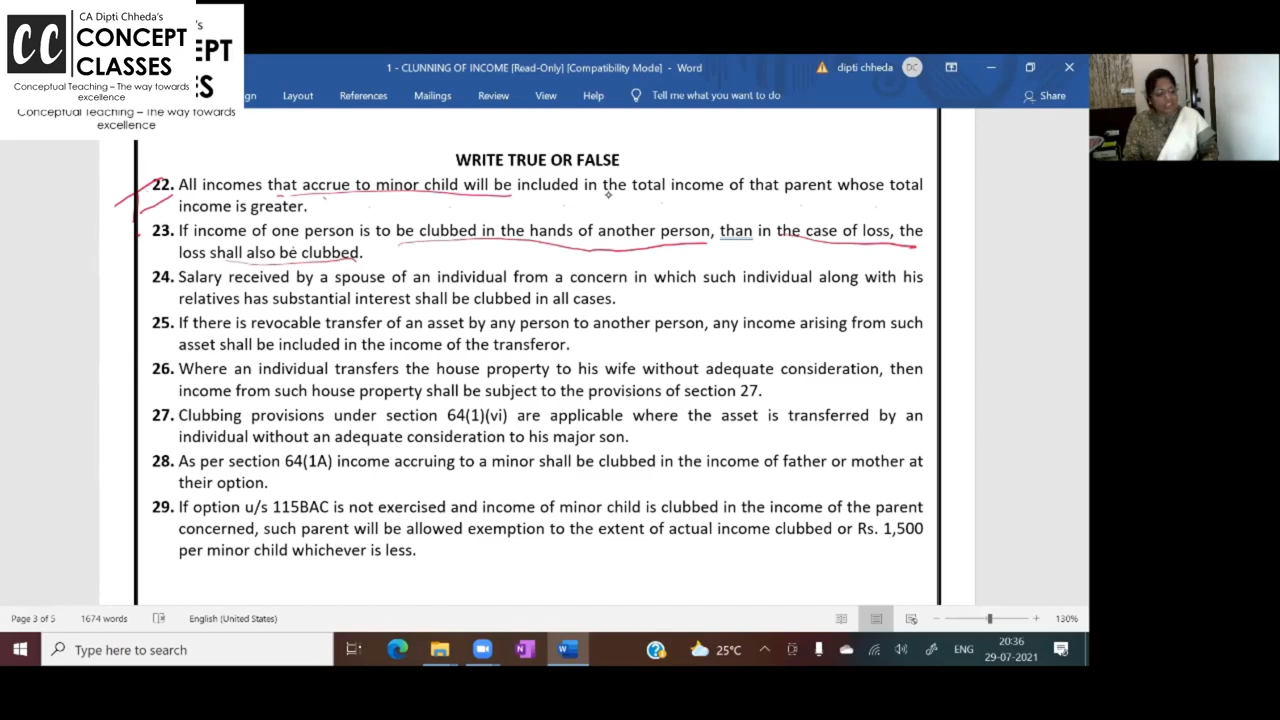 CA Dipti Chheda's
CC CONCEPT
CLASSES
Conceptual Teaching – The way towards
excellence
's
EPT
ES
Conceptual Teaching – The way towards
excellence
1 - CLUNNING OF INCOME [Read-Only] [Compatibility Mode] - Word
dipti chheda DC
gn Layout References Mailings Review View Help Tell me what you want to do Share
WRITE TRUE OR FALSE
22. All incomes that accrue to minor child will be included in the total income of that parent whose total
income is greater.
23. If income of one person is to be clubbed in the hands of another person, than in the case of loss, the
loss shall also be clubbed.
24. Salary received by a spouse of an individual from a concern in which such individual along with his
relatives has substantial interest shall be clubbed in all cases.
25. If there is revocable transfer of an asset by any person to another person, any income arising from such
asset shall be included in the income of the transferor.
26. Where an individual transfers the house property to his wife without adequate consideration, then
income from such house property shall be subject to the provisions of section 27.
27. Clubbing provisions under section 64(1)(vi) are applicable where the asset is transferred by an
individual without an adequate consideration to his major son.
28. As per section 64(1A) income accruing to a minor shall be clubbed in the income of father or mother at
their option.
29. If option u/s 115BAC is not exercised and income of minor child is clubbed in the income of the parent
concerned, such parent will be allowed exemption to the extent of actual income clubbed or Rs. 1,500
per minor child whichever is less.
Page 3 of 5 1674 words English (United States) 130%
Type here to search 25°C ENG 20:36
29-07-2021